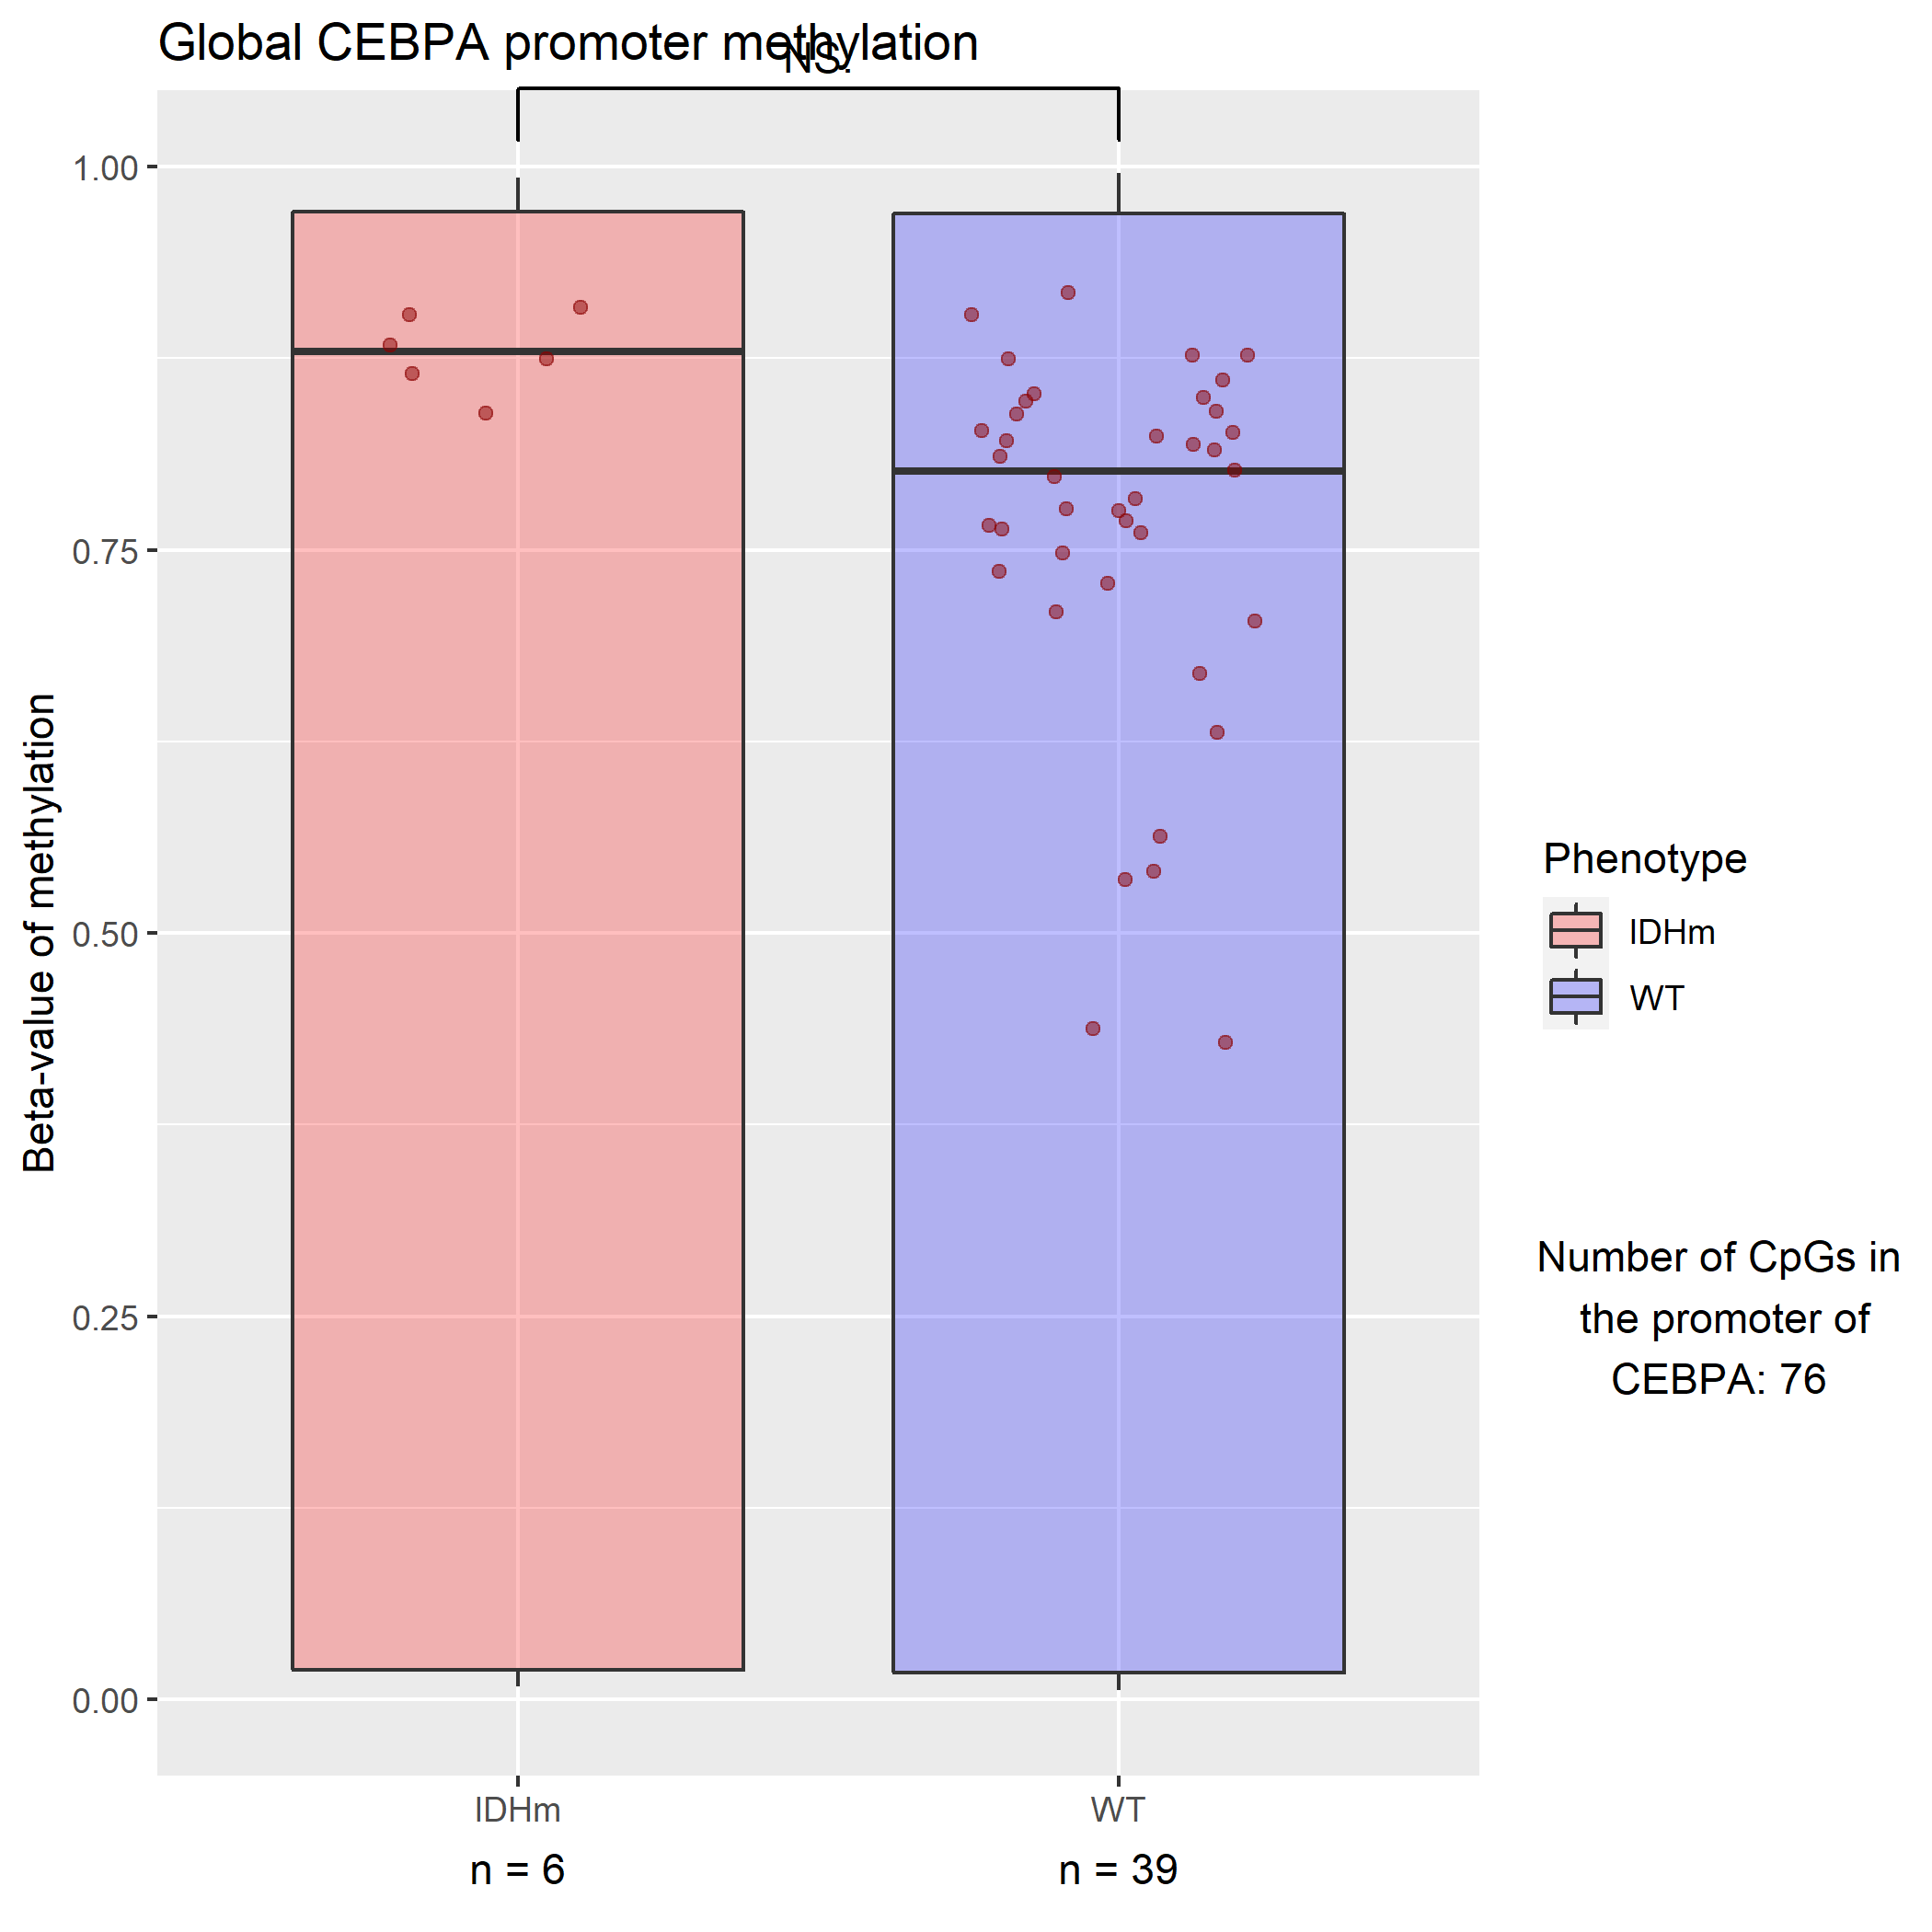 Global CEBPA promoter methylation
NS.
Beta-value of methylation
1.00
0.75
0.50
0.25
0.00
IDHm
WT
n = 6
n = 39
Phenotype
IDHm
WT
Number of CpGs in
the promoter of
CEBPA: 76